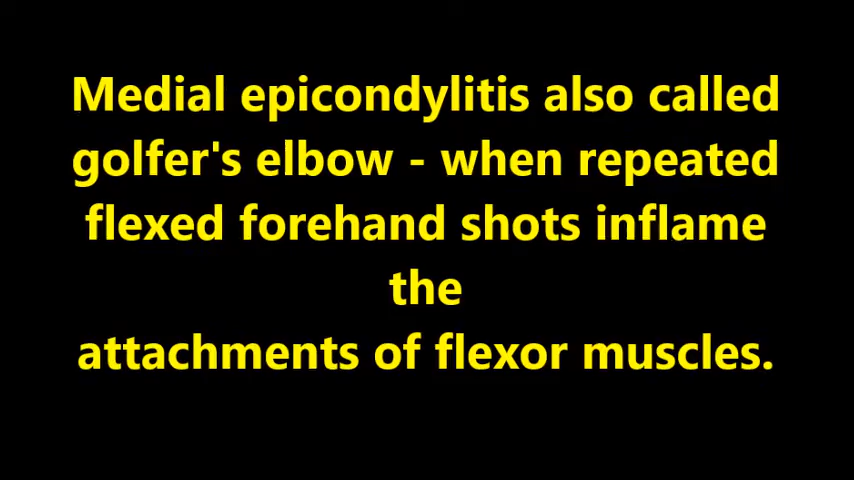 Medial epicondylitis also called
golfer's elbow - when repeated
flexed forehand shots inflame
the
attachments of flexor muscles.